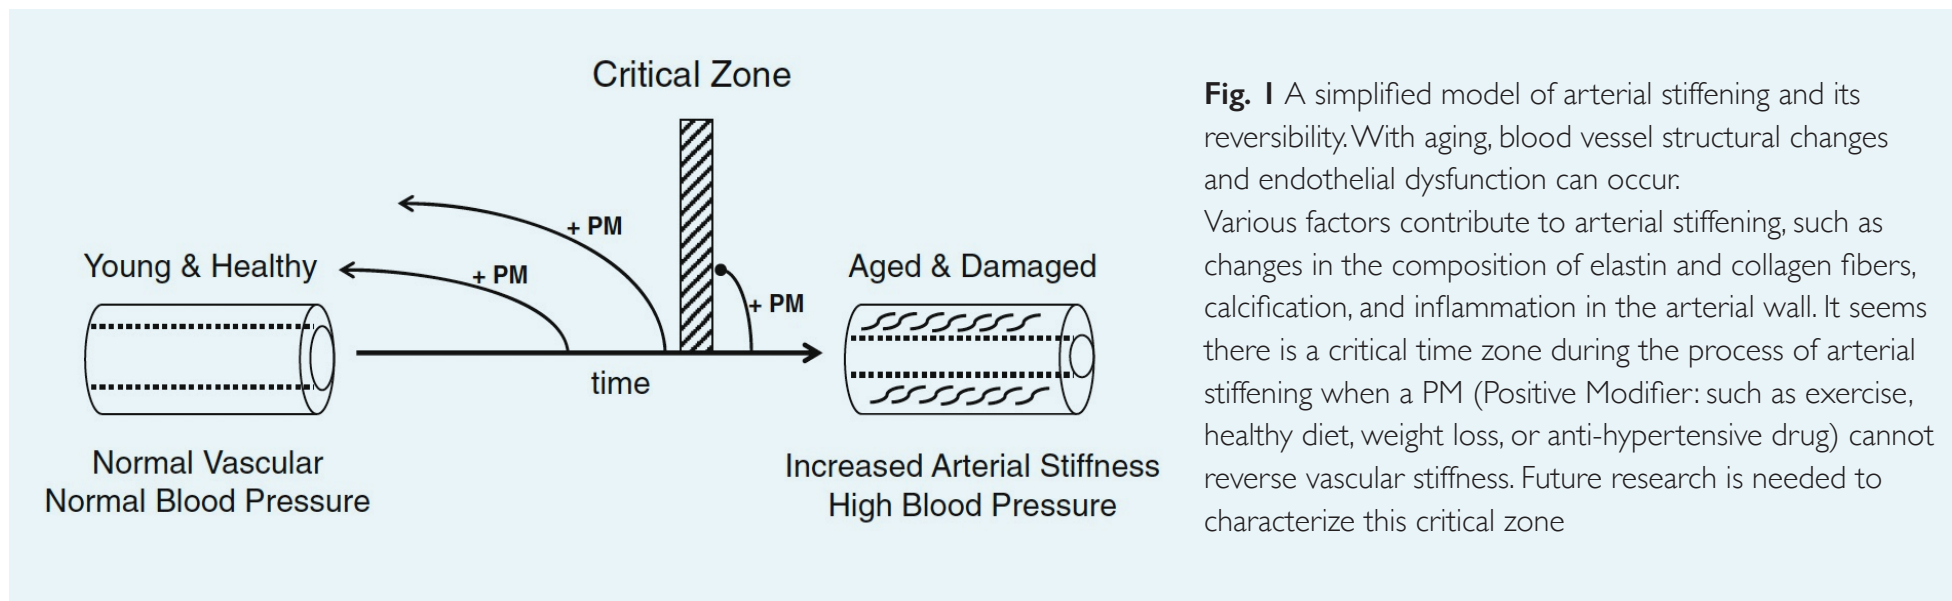 Critical Zone
+ PM
+ PM
+ PM
Young & Healthy
Aged & Damaged
time
Normal Vascular
Normal Blood Pressure
Increased Arterial Stiffness
High Blood Pressure
Fig. 1 A simplified model of arterial stiffening and its
reversibility. With aging, blood vessel structural changes
and endothelial dysfunction can occur.
Various factors contribute to arterial stiffening, such as
changes in the composition of elastin and collagen fibers,
calcification, and inflammation in the arterial wall. It seems
there is a critical time zone during the process of arterial
stiffening when a PM (Positive Modifier: such as exercise,
healthy diet, weight loss, or anti-hypertensive drug) cannot
reverse vascular stiffness. Future research is needed to
characterize this critical zone